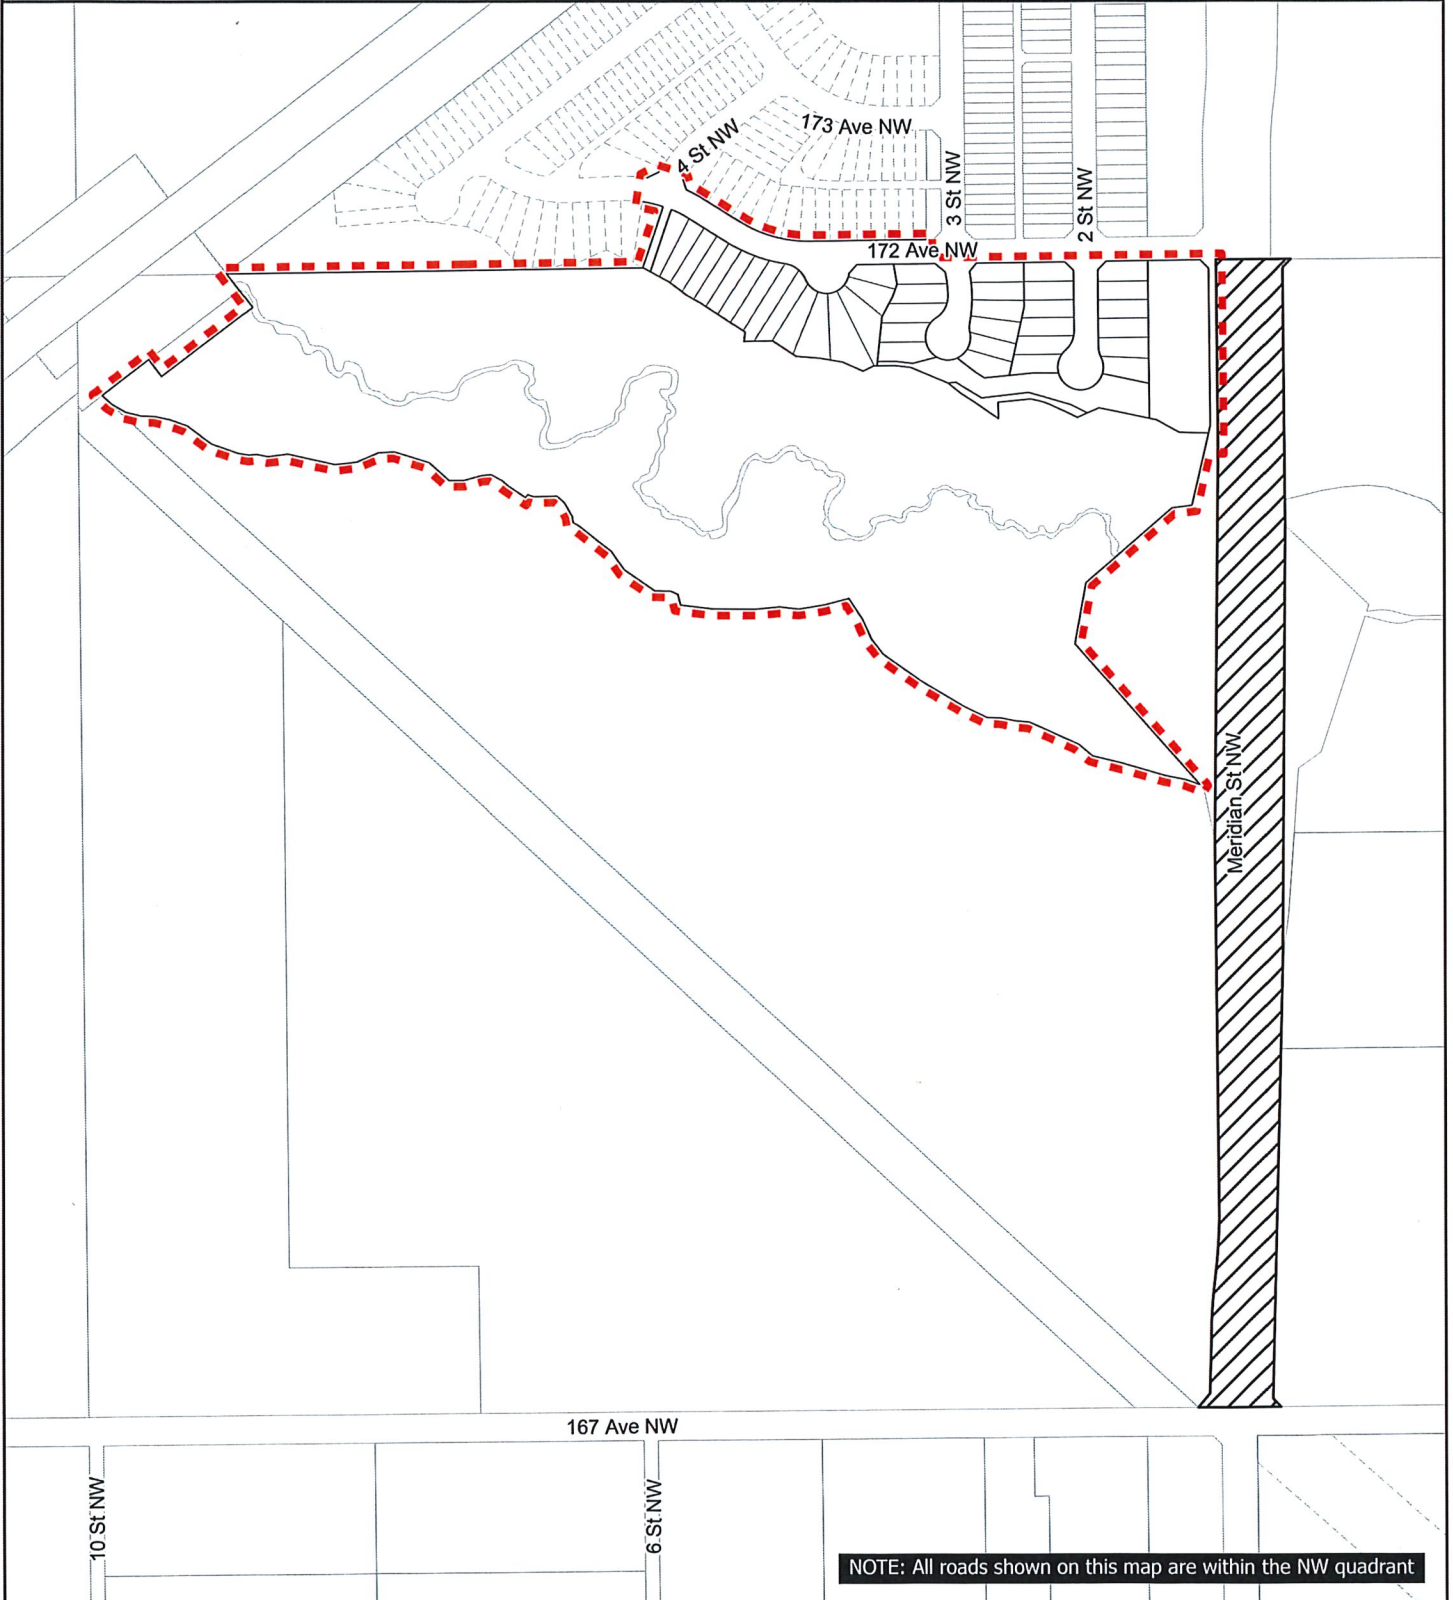 173 Ave NW
4 St NW
3 St NW
2 St NW
172 Ave NW
Meridian St NW
167 Ave NW
10 St NW
6 St NW
NOTE: All roads shown on this map are within the NW quadrant